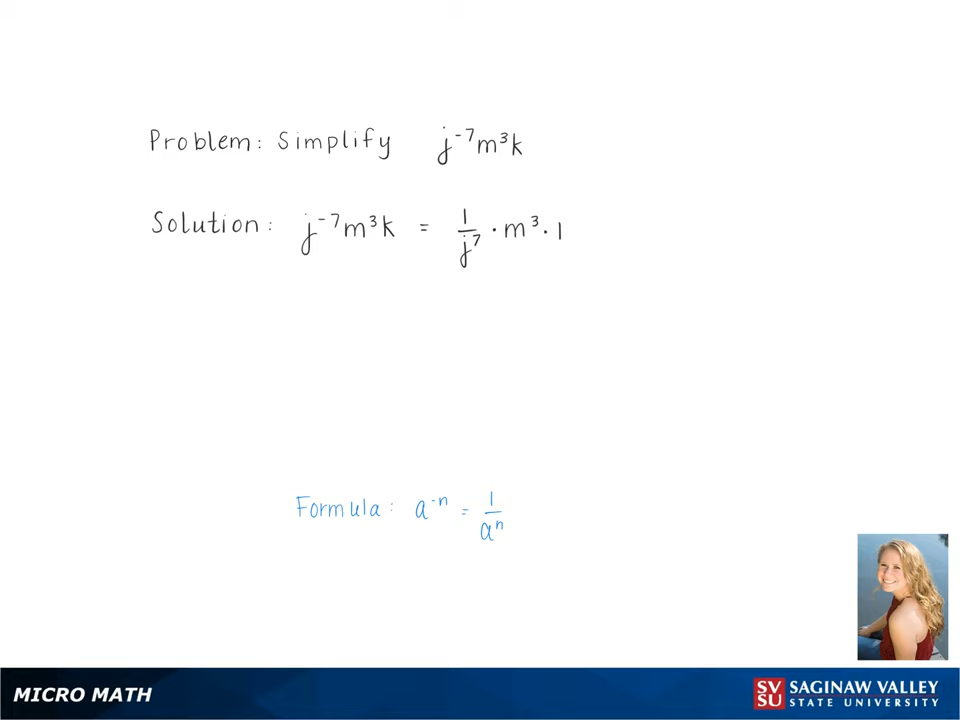 Problem: Simplify j⁻⁷m³k
Solution: j⁻⁷m³k = 1/j⁷ · m³ · 1
Formula: a⁻ⁿ = 1/aⁿ
MICRO MATH
SVSU SAGINAW VALLEY
STATE UNIVERSITY